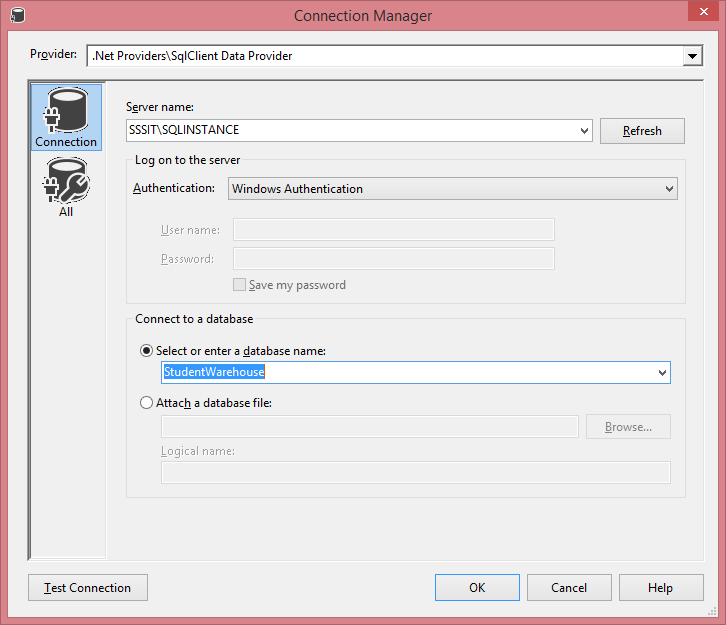 Connection Manager
Provider: .Net Providers\SqlClient Data Provider
Connection
All
Server name:
SSSIT\SQLINSTANCE
Refresh
Log on to the server
Authentication: Windows Authentication
User name:
Password:
Save my password
Connect to a database
Select or enter a database name:
StudentWarehouse
Attach a database file:
Browse...
Logical name:
Test Connection
OK
Cancel
Help